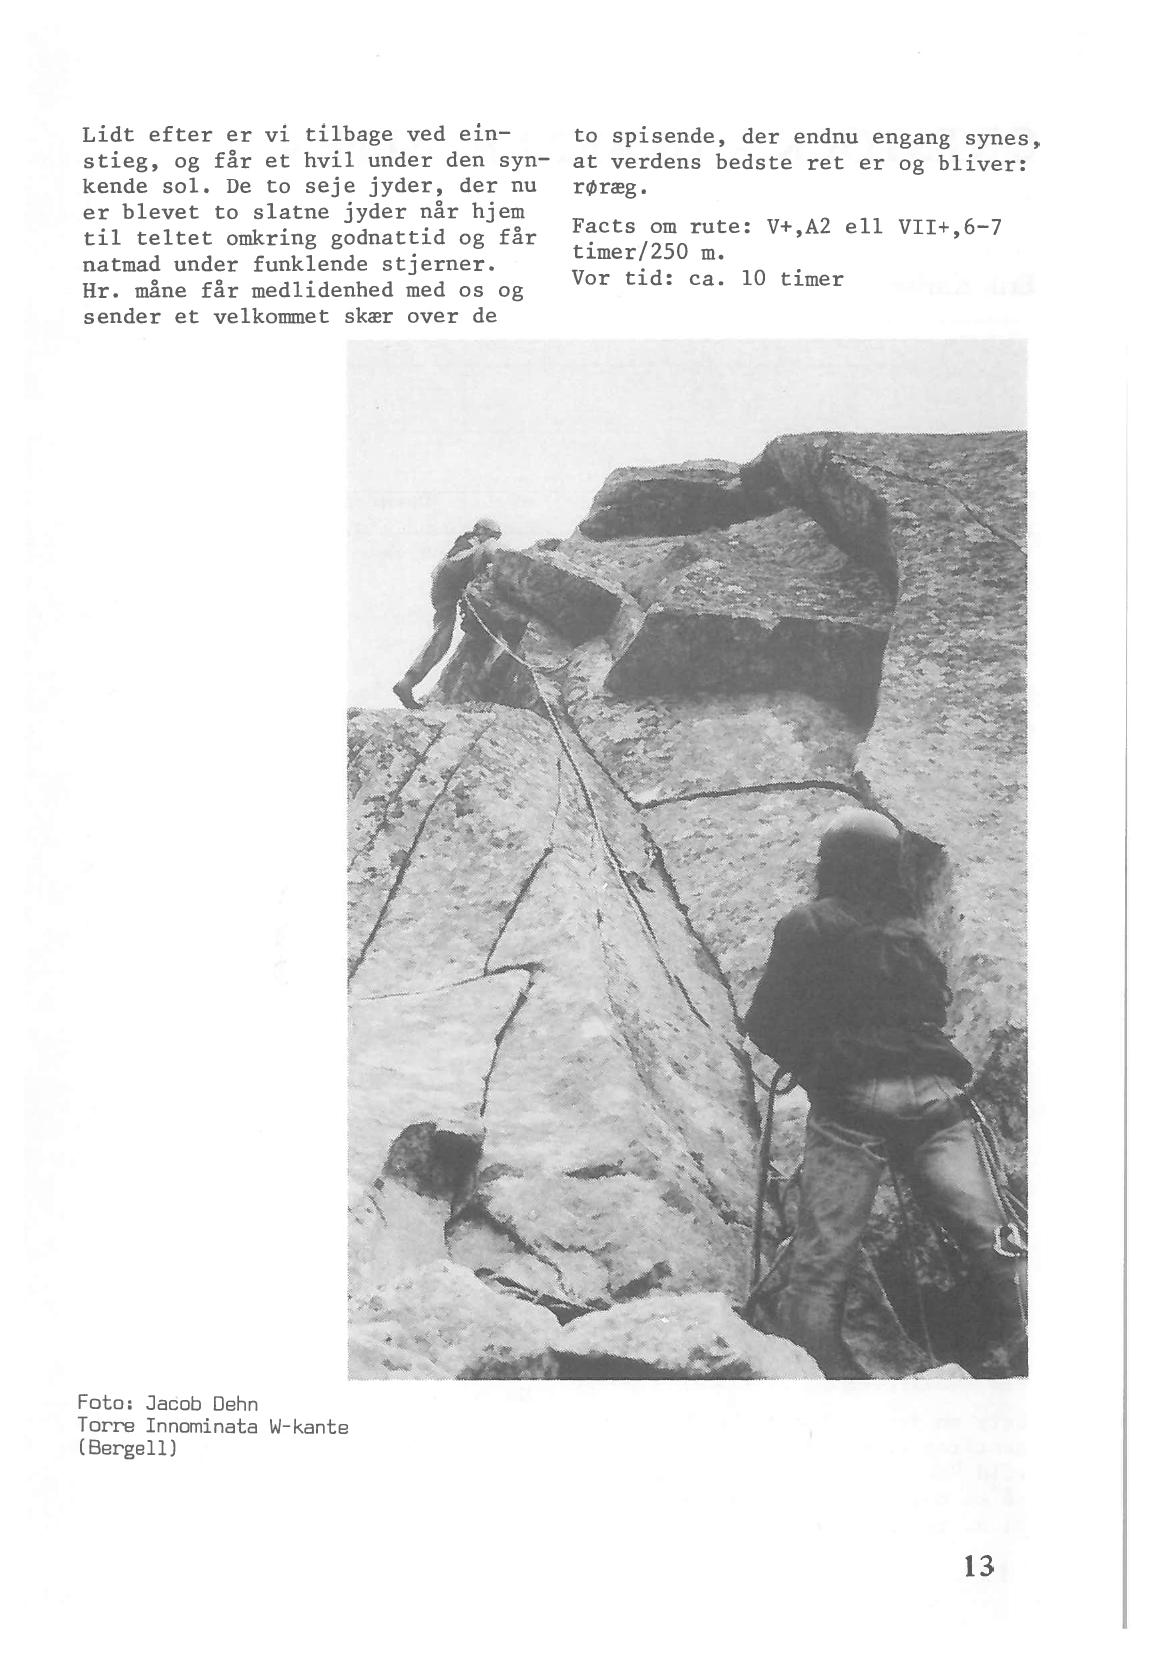 Lidt efter er vi tilbage ved ein-
stieg, og får et hvil under den syn-
kende sol. De to seje jyder, der nu
er blevet to slatne jyder når hjem
til teltet omkring godnattid og får
natmad under funklende stjerner.
Hr. måne får medlidenhed med os og
sender et velkommet skær over de
to spisende, der endnu engang synes,
at verdens bedste ret er og bliver:
røræg.
Facts om rute: V+,A2 ell VII+,6-7
timer/250 m.
Vor tid: ca. 10 timer
Foto: Jacob Dehn
Torre Innominata W-kante
(Bergell)
13